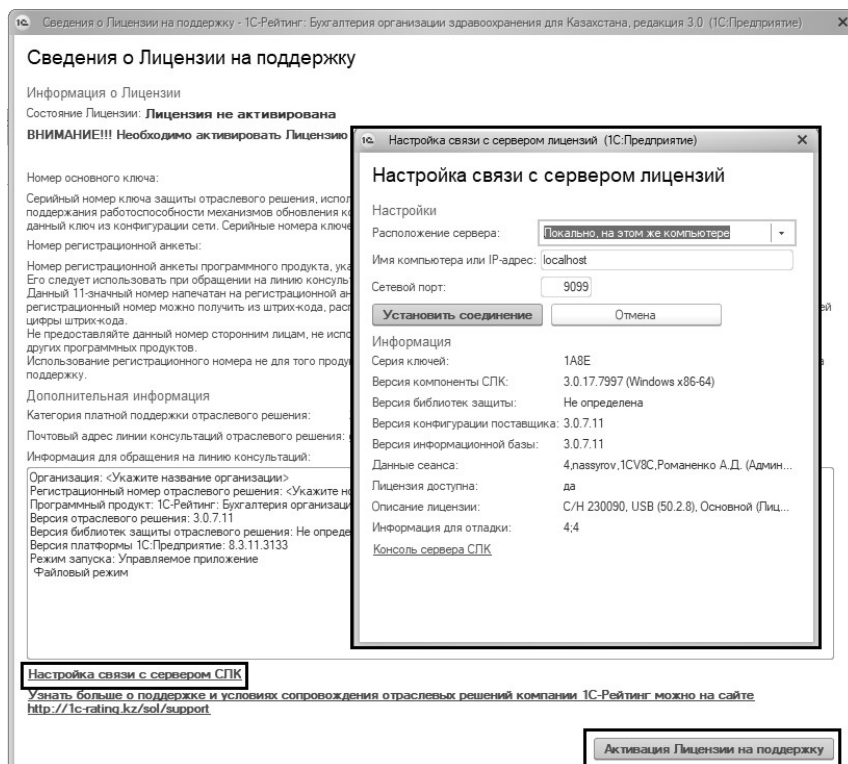 Сведения о Лицензии на поддержку - 1С-Рейтинг: Бухгалтерия организации здравоохранения для Казахстана, редакция 3.0 (1С:Предприятие)
Сведения о Лицензии на поддержку
Информация о Лицензии
Состояние Лицензии: Лицензия не активирована
ВНИМАНИЕ!!! Необходимо активировать Лицензию
Номер основного ключа:
Серийный номер ключа защиты отраслевого решения,
поддержания работоспособности механизмов обновления
данный ключ из конфигурации сети. Серийные номера
Номер регистрационной анкеты:
Номер регистрационной анкеты программного продукта,
Его следует использовать при обращении на линию
Данный 11-значный номер напечатан на регистрационной
регистрационный номер можно получить из штрих-кода, ей
цифры штрих-кода.
Не предоставляйте данный номер сторонним лицам, не
других программных продуктов.
Использование регистрационного номера не для того а
поддержку.
Дополнительная информация
Категория платной поддержки отраслевого решения:
Почтовый адрес линии консультаций отраслевого решения:
Информация для обращения на линию консультаций:
Организация: <Укажите название организации>
Регистрационный номер отраслевого решения: <Укажите
Программный продукт: 1С-Рейтинг: Бухгалтерия
Версия отраслевого решения: 3.0.7.11
Версия библиотек защиты отраслевого решения: Не
Версия платформы 1С:Предприятие: 8.3.11.3133
Режим запуска: Управляемое приложение
Файловый режим
Настройка связи с сервером СЛК
Узнать больше о поддержке и условиях сопровождения отраслевых решений компании 1С-Рейтинг можно на сайте
http://1c-rating.kz/sol/support
Активация Лицензии на поддержку
Настройка связи с сервером лицензий (1С:Предприятие)
Настройка связи с сервером лицензий
Настройки
Расположение сервера: Локально, на этом же компьютере
Имя компьютера или IP-адрес: localhost
Сетевой порт: 9099
Установить соединение Отмена
Информация
Серия ключей: 1A8E
Версия компоненты СЛК: 3.0.17.7997 (Windows x86-64)
Версия библиотек защиты: Не определена
Версия конфигурации поставщика: 3.0.7.11
Версия информационной базы: 3.0.7.11
Данные сеанса: 4,nassyrov,1CV8C,Романенко А.Д. (Админ...
Лицензия доступна: да
Описание лицензии: С/Н 230090, USB (50.2.8), Основной (Лиц...
Информация для отладки: 4;4
Консоль сервера СЛК